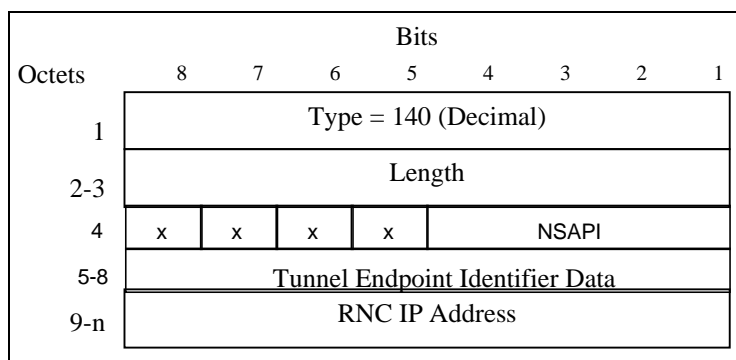 Bits
Octets 8 7 6 5 4 3 2 1
1 Type = 140 (Decimal)
2-3 Length
4 x x x x NSAPI
5-8 Tunnel Endpoint Identifier Data
9-n RNC IP Address